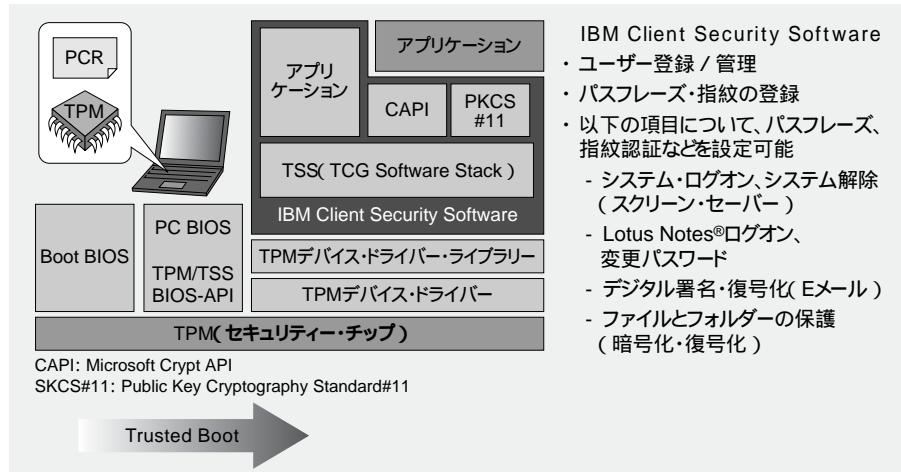 PCR
TPM
アプリ
ケーション
アプリケーション
CAPI
PKCS
#11
TSS( TCG Software Stack )
IBM Client Security Software
Boot BIOS
PC BIOS
TPM/TSS
BIOS-API
TPMデバイス・ドライバー・ライブラリー
TPMデバイス・ドライバー
TPM( セキュリティー・チップ )
CAPI: Microsoft Crypt API
SKCS#11: Public Key Cryptography Standard#11
Trusted Boot
IBM Client Security Software
・ ユーザー登録 / 管理
・ パスフレーズ・指紋の登録
・ 以下の項目について、パスフレーズ、
指紋認証などを設定可能
- システム・ログオン、システム解除
( スクリーン・セーバー )
- Lotus Notes®ログオン、
変更パスワード
- デジタル署名・復号化( Eメール )
- ファイルとフォルダーの保護
( 暗号化・復号化 )